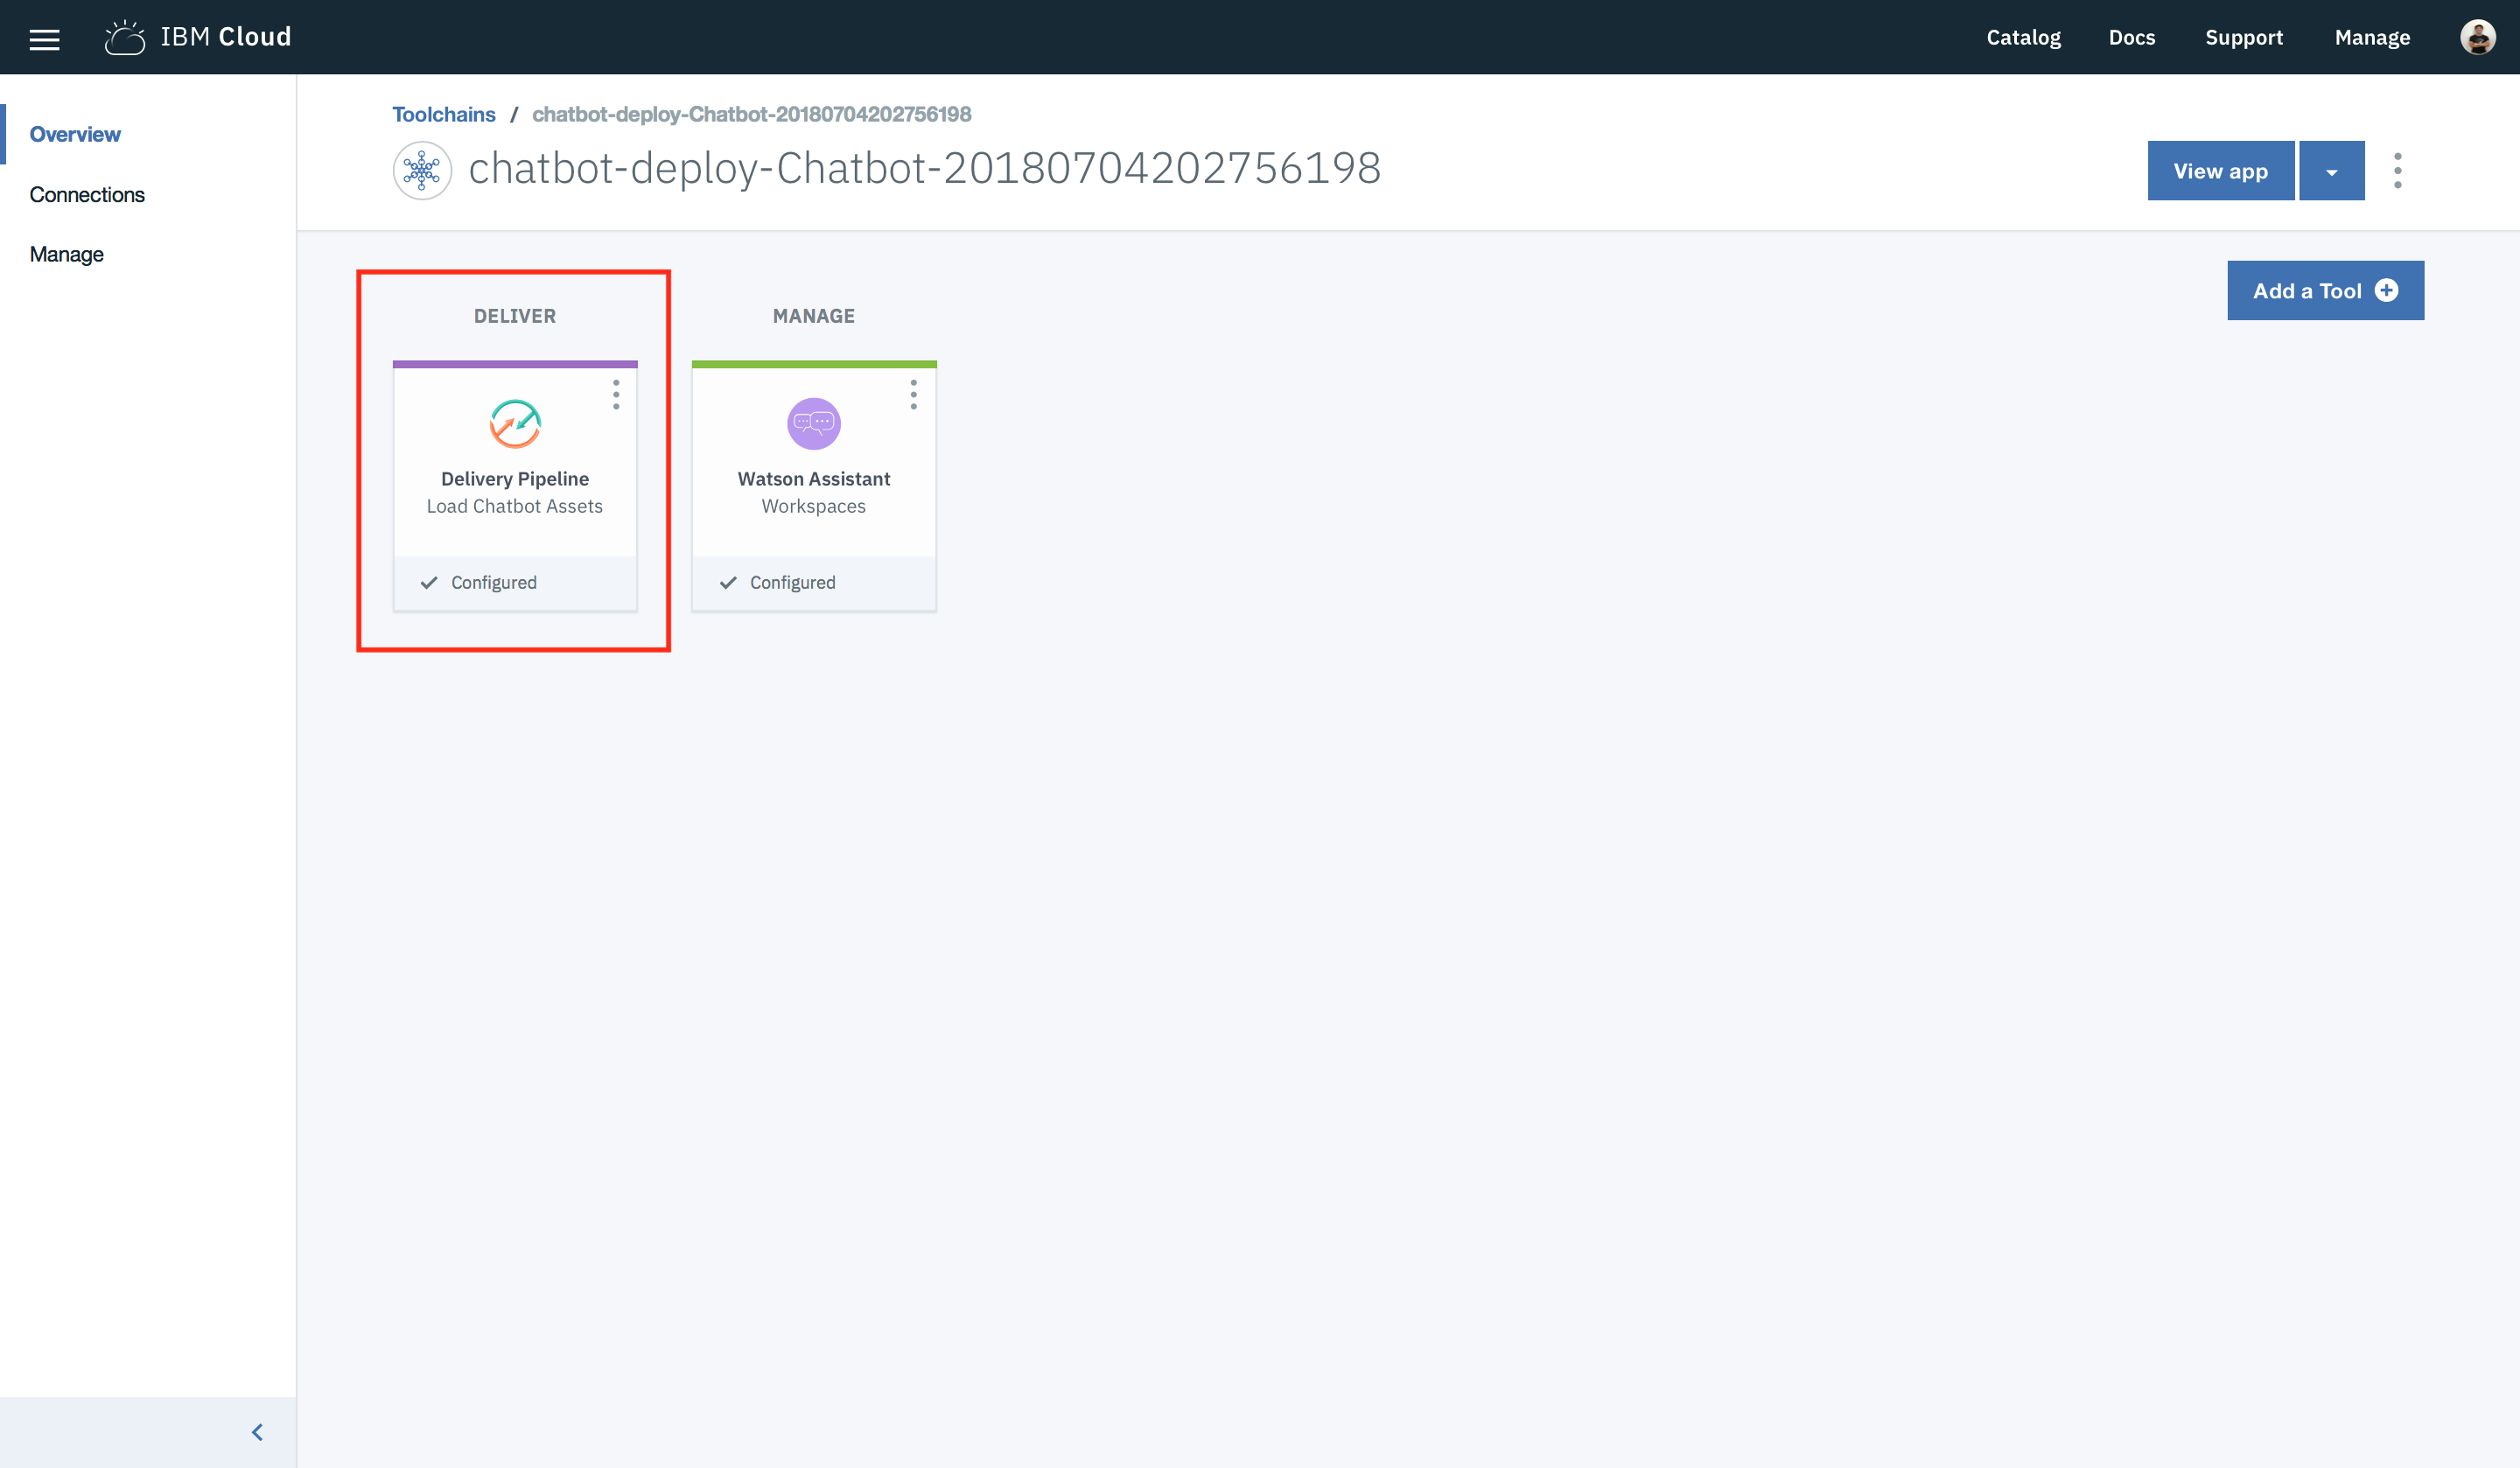 IBM Cloud
Catalog Docs Support Manage
Overview
Connections
Manage
Toolchains / chatbot-deploy-Chatbot-20180704202756198
chatbot-deploy-Chatbot-20180704202756198
View app
Add a Tool
DELIVER
Delivery Pipeline
Load Chatbot Assets
Configured
MANAGE
Watson Assistant
Workspaces
Configured